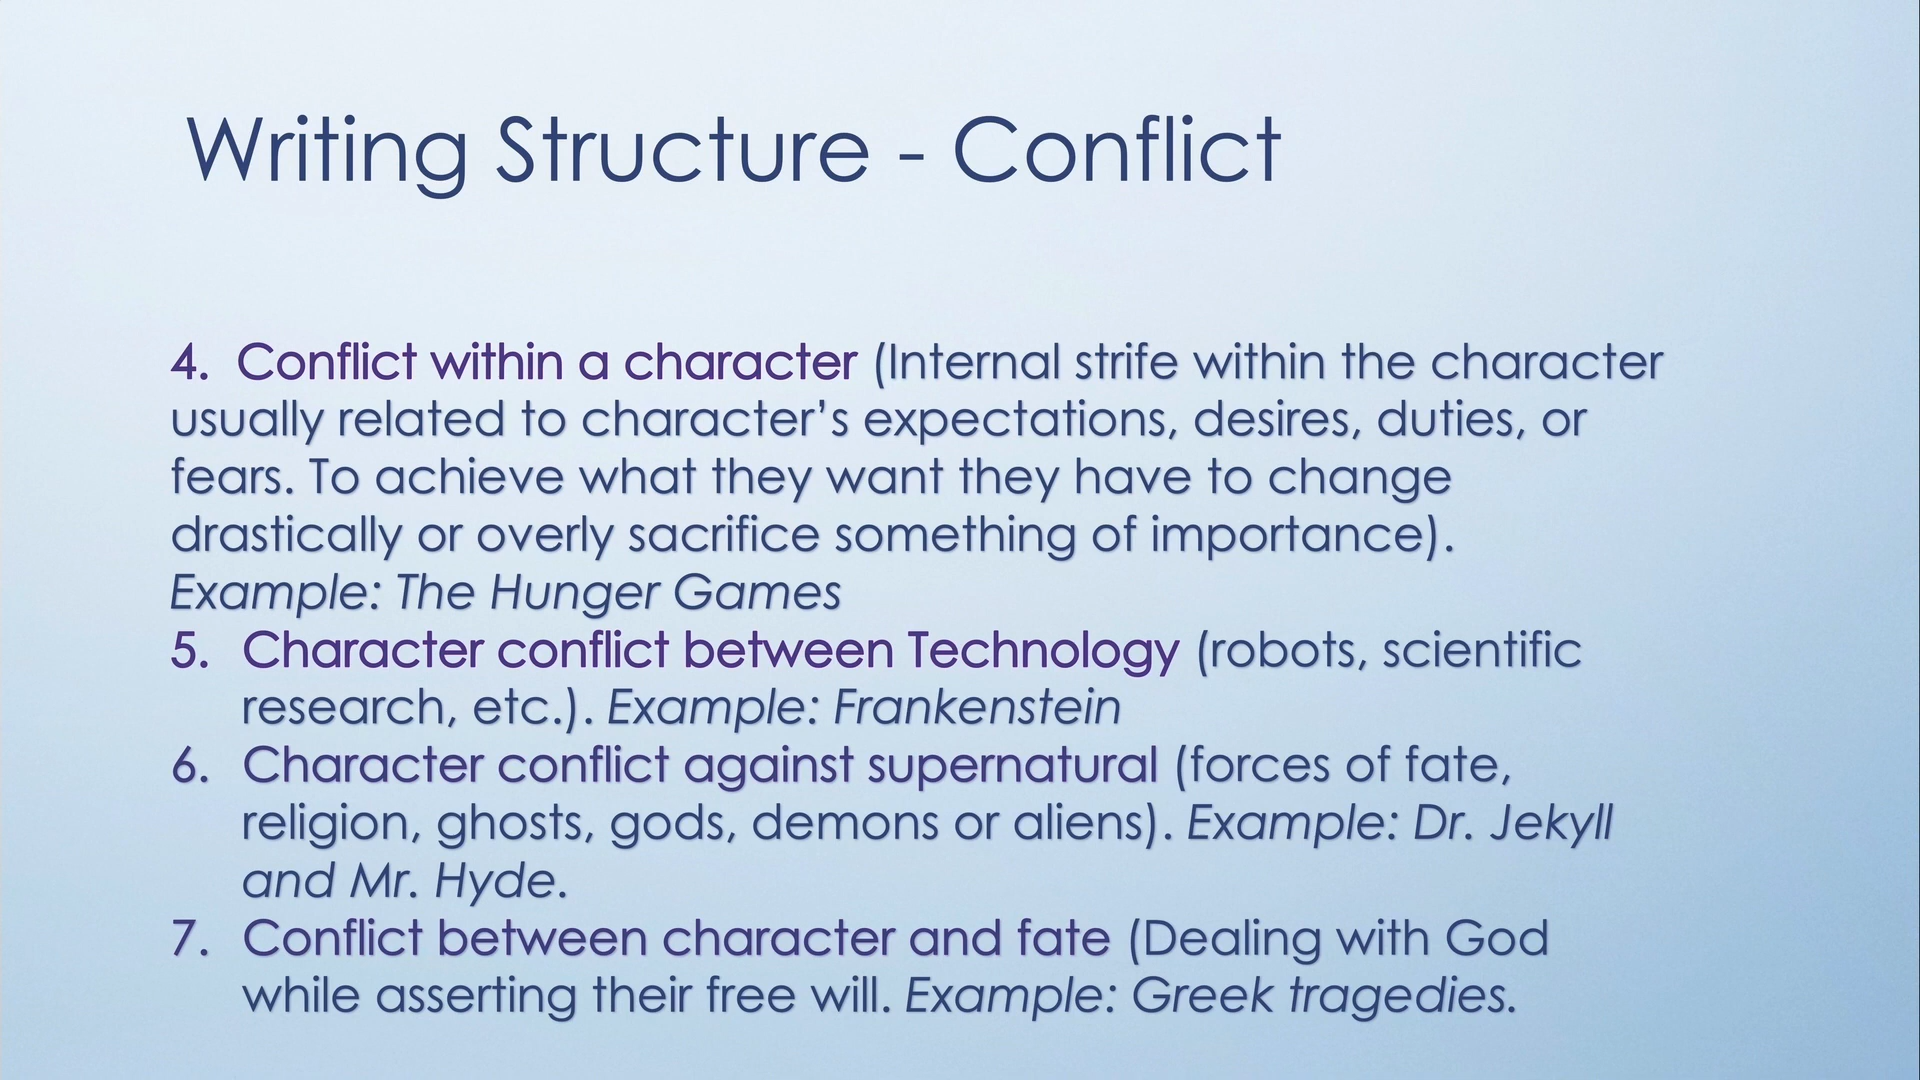 Writing Structure - Conflict
4. Conflict within a character (Internal strife within the character
usually related to character’s expectations, desires, duties, or
fears. To achieve what they want they have to change
drastically or overly sacrifice something of importance).
Example: The Hunger Games
5. Character conflict between Technology (robots, scientific
research, etc.). Example: Frankenstein
6. Character conflict against supernatural (forces of fate,
religion, ghosts, gods, demons or aliens). Example: Dr. Jekyll
and Mr. Hyde.
7. Conflict between character and fate (Dealing with God
while asserting their free will. Example: Greek tragedies.